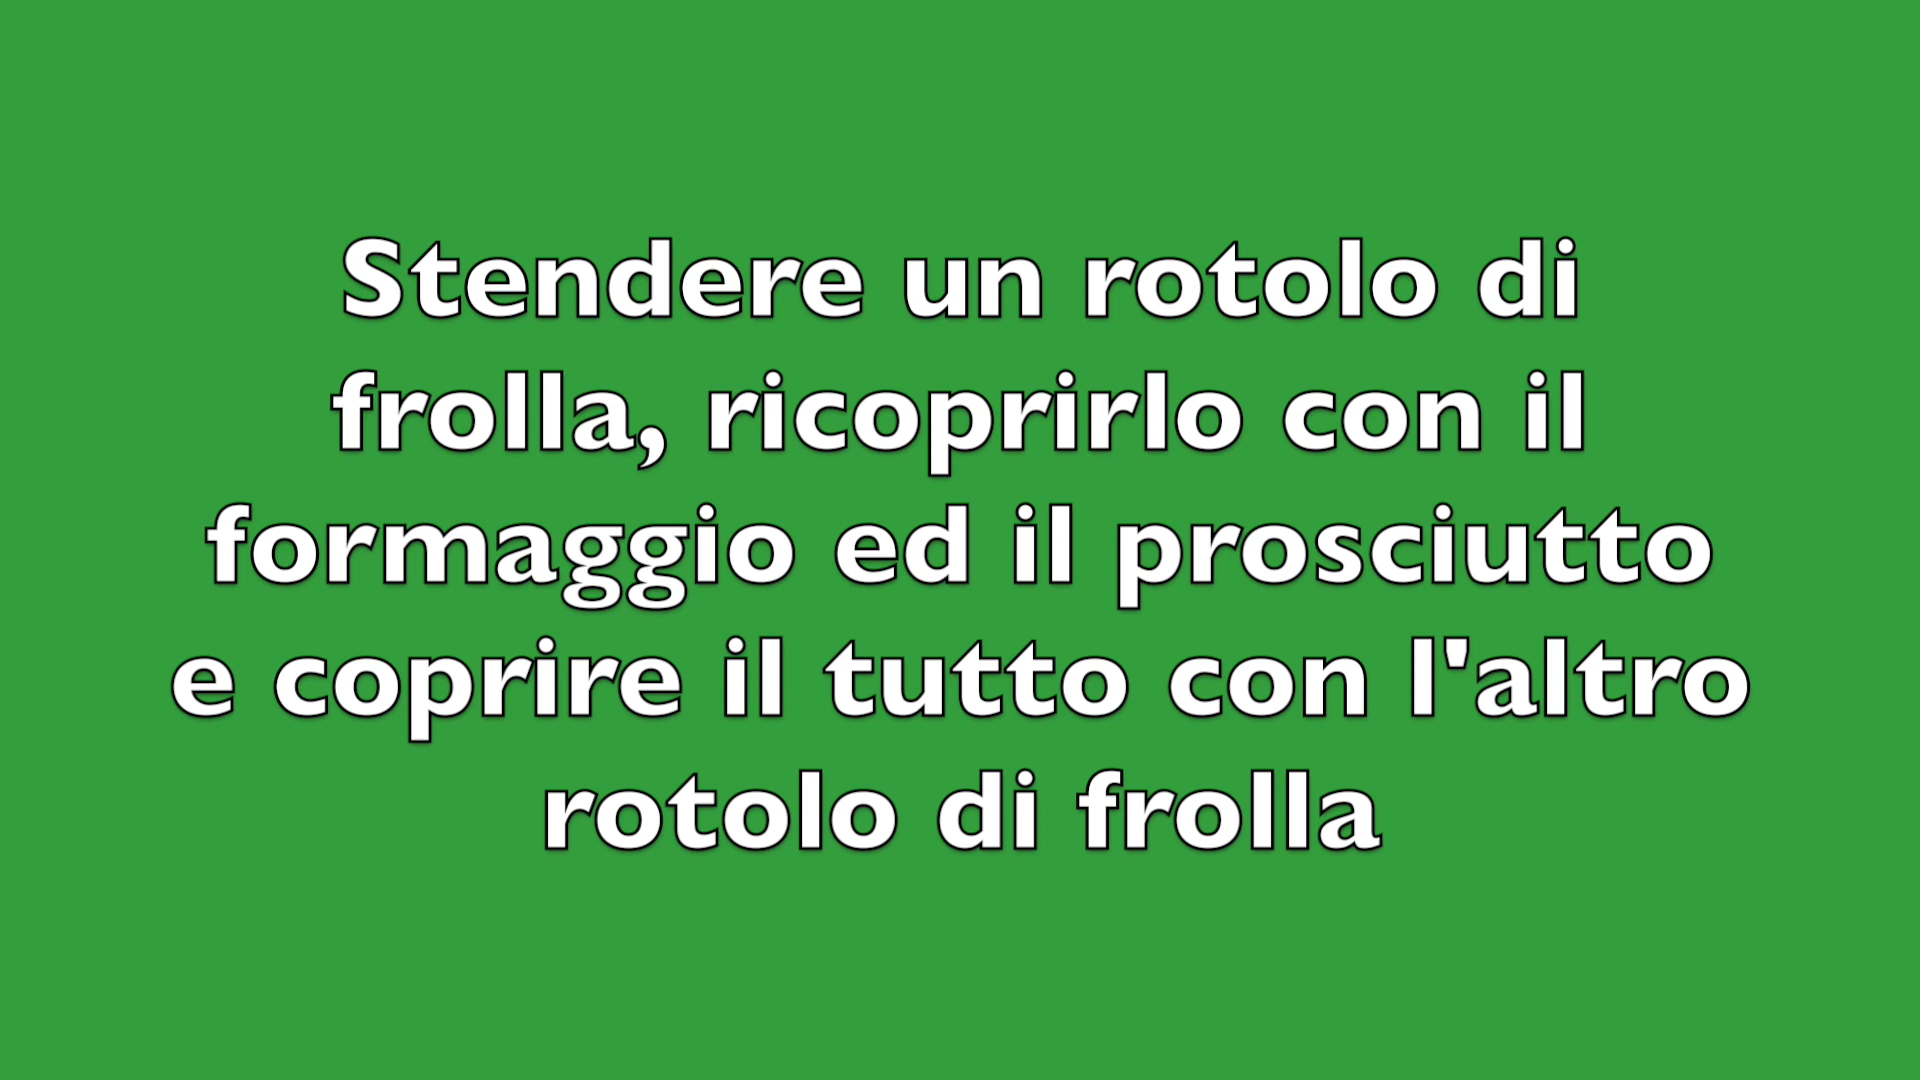 Stendere un rotolo di
frolla, ricoprirlo con il
formaggio ed il prosciutto
e coprire il tutto con l'altro
rotolo di frolla